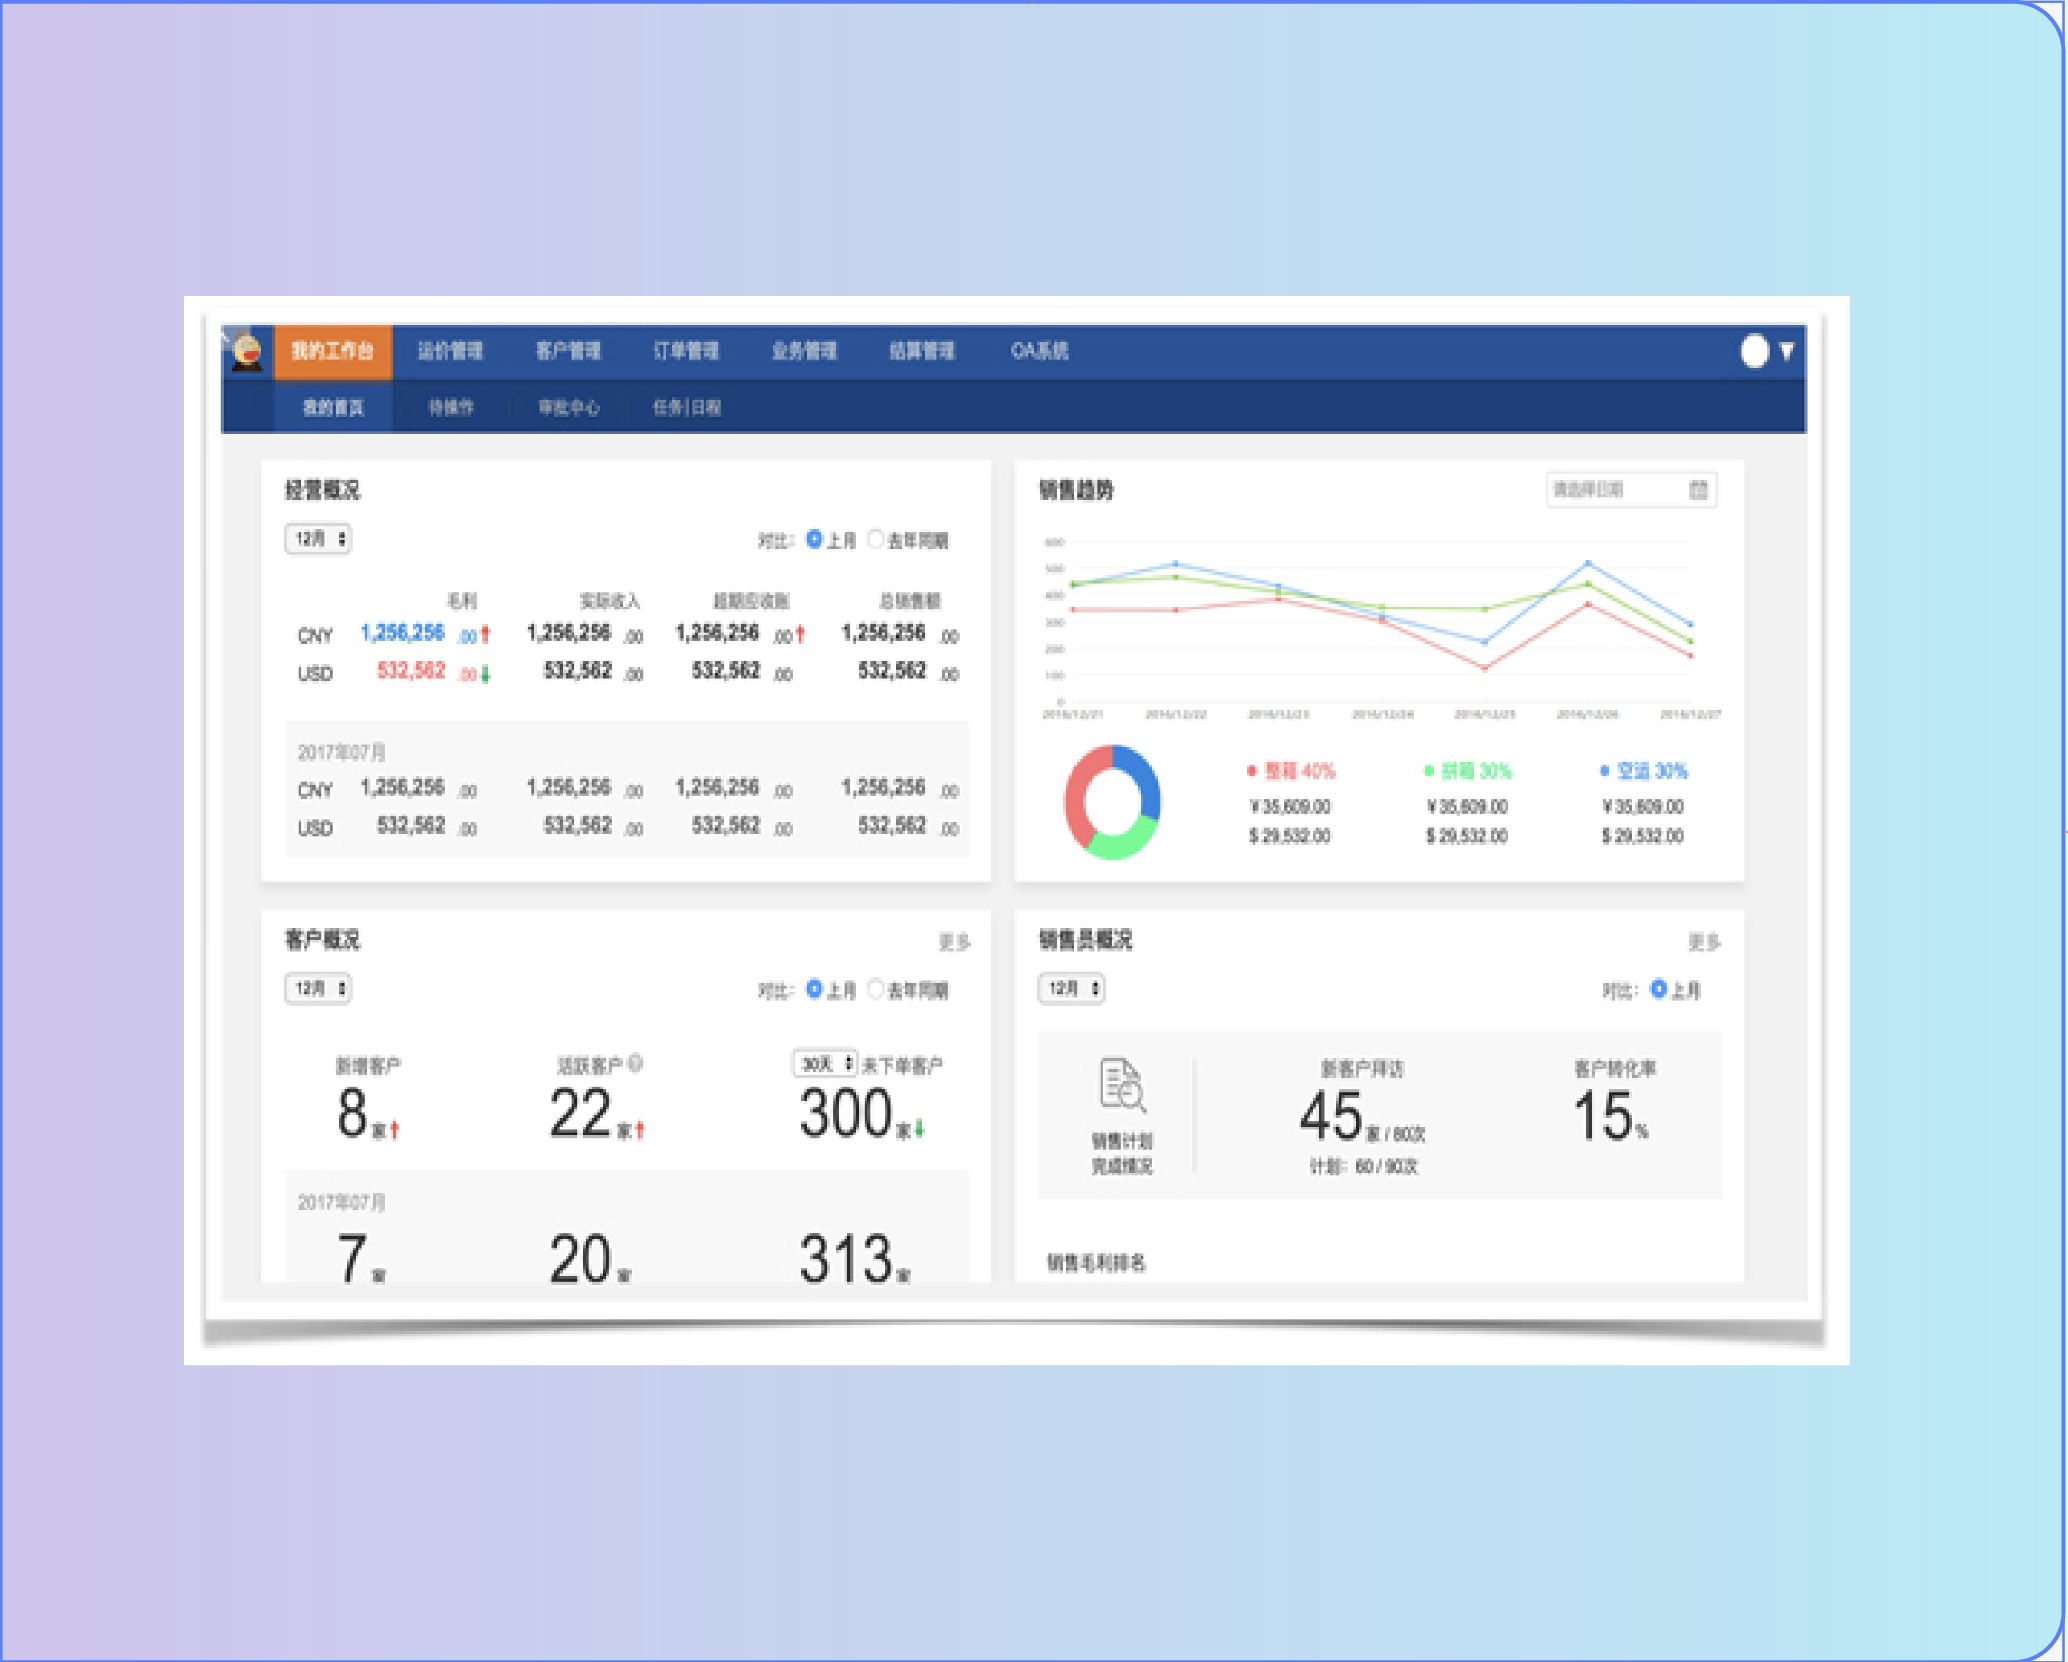 我的工作台 运价管理 客户管理 订单管理 业务管理 结算管理 OA系统
我的首页 待操作 审批中心 任务|日程
经营概况
12月
对比: 上月 去年同期
毛利 实际收入 超期应收账 总销售额
CNY 1,256,256 .00 1,256,256 .00 1,256,256 .00 1,256,256 .00
USD 532,562 .00 532,562 .00 532,562 .00 532,562 .00
2017年07月
CNY 1,256,256 .00 1,256,256 .00 1,256,256 .00 1,256,256 .00
USD 532,562 .00 532,562 .00 532,562 .00 532,562 .00
销售趋势
请选择日期
600
500
400
300
200
100
0
2016/12/21 2016/12/22 2016/12/23 2016/12/24 2016/12/25 2016/12/26 2016/12/27
整箱 40% 拼箱 30% 空运 30%
¥ 35,609.00 ¥ 35,609.00 ¥ 35,609.00
$ 29,532.00 $ 29,532.00 $ 29,532.00
客户概况
更多
12月
对比: 上月 去年同期
新增客户 活跃客户 30天 未下单客户
8家 22家 300家
2017年07月
7家 20家 313家
销售员概况
更多
12月
对比: 上月
销售计划
完成情况
新客户拜访 客户转化率
45家 / 80次 15%
计划: 60 / 90次
销售毛利排名